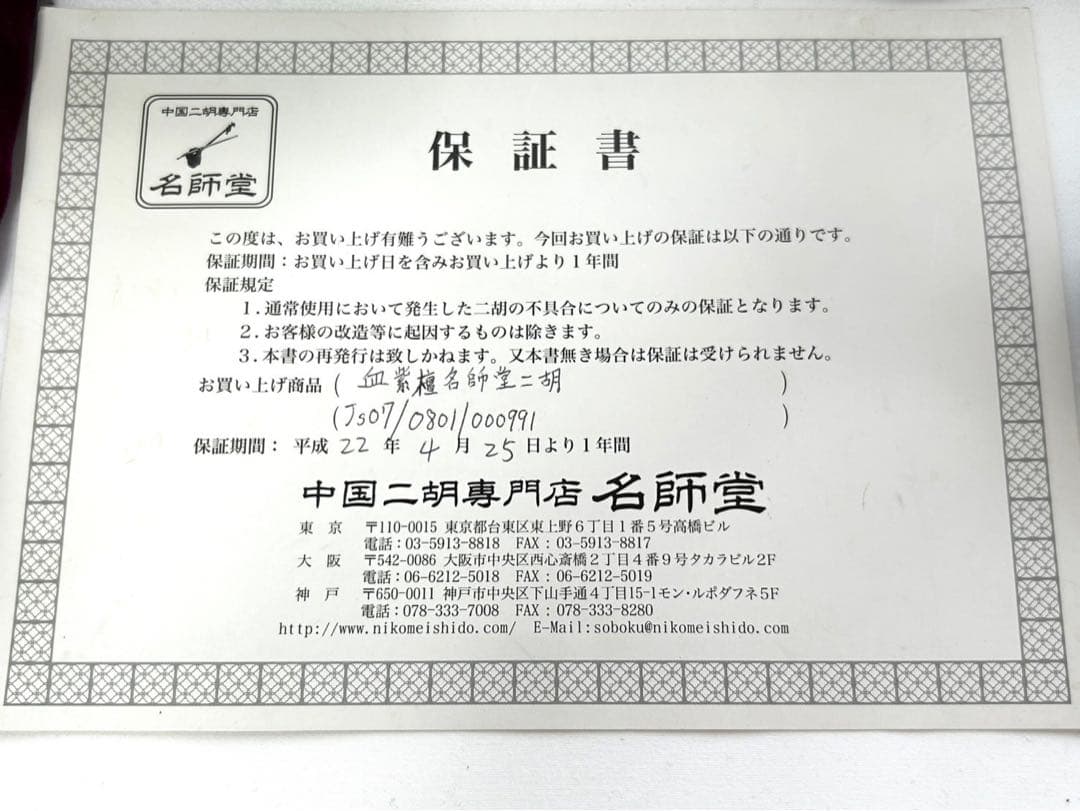 中国二胡専門店
名師堂
保証書
この度は、お買い上げ有難うございます。今回お買い上げの保証は以下の通りです。
保証期間：お買い上げ日を含みお買い上げより１年間
保証規定
１.通常使用において発生した二胡の不具合についてのみの保証となります。
２.お客様の改造等に起因するものは除きます。
３.本書の再発行は致しかねます。又本書無き場合は保証は受けられません。
お買い上げ商品（ 血紫檀名師堂二胡 ）
（Js07/0801/000991 ）
保証期間： 平成 22 年 4 月 25 日より１年間
中国二胡専門店 名師堂
東 京 〒110-0015 東京都台東区東上野６丁目１番５号高橋ビル
電話：03-5913-8818 FAX：03-5913-8817
大 阪 〒542-0086 大阪市中央区西心斎橋２丁目４番９号タカラビル2F
電話：06-6212-5018 FAX：06-6212-5019
神 戸 〒650-0011 神戸市中央区下山手通４丁目15-1モン・ルポダフネ5F
電話：078-333-7008 FAX：078-333-8280
http://www.nikomeishido.com/ E-Mail:soboku@nikomeishido.com